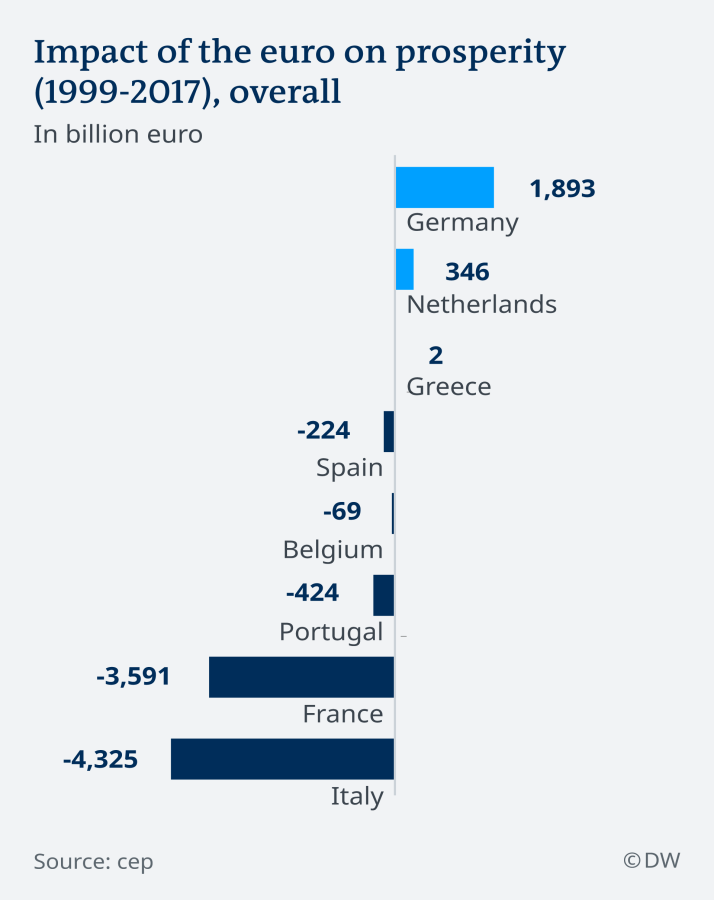 Impact of the euro on prosperity
(1999-2017), overall
In billion euro
1,893
Germany
346
Netherlands
2
Greece
-224
Spain
-69
Belgium
-424
Portugal
-3,591
France
-4,325
Italy
Source: cep
©DW